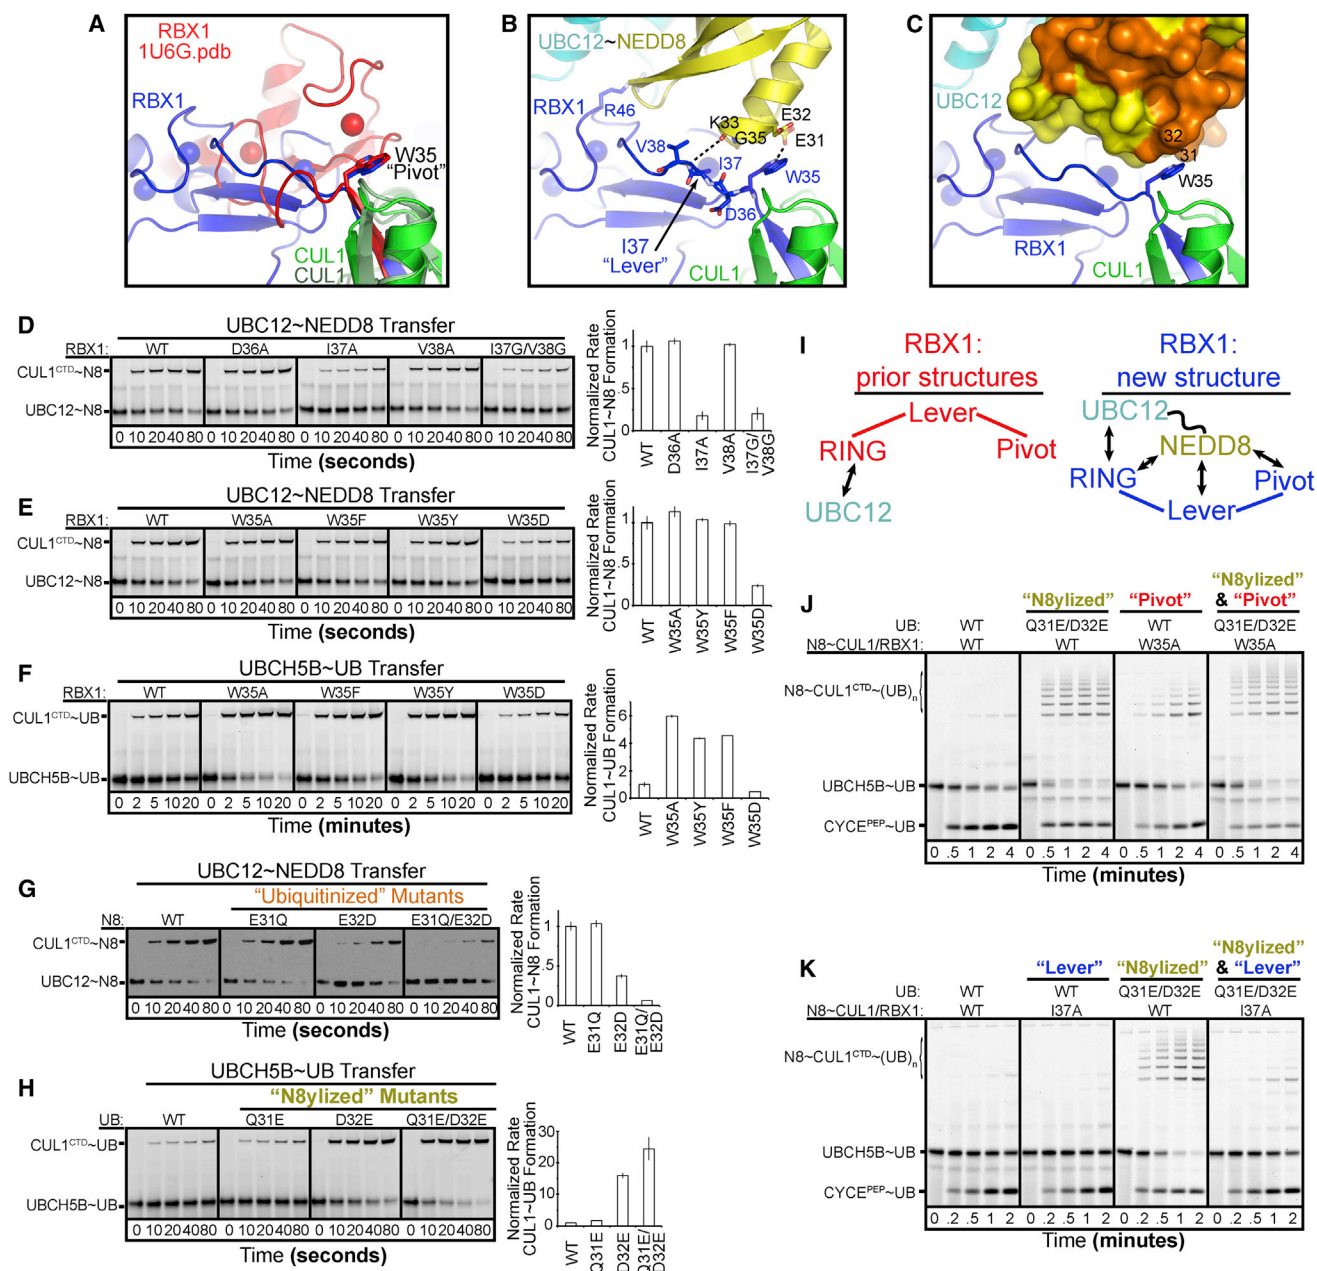 A
RBX1
1U6G.pdb
RBX1
W35
"Pivot"
CUL1
CUL1
B
UBC12~NEDD8
RBX1
R46
K33
E32
G35
E31
V38
I37
W35
D36
I37
"Lever"
CUL1
C
UBC12
32
31
W35
RBX1
CUL1
D
UBC12~NEDD8 Transfer
RBX1: WT D36A I37A V38A I37G/V38G
CUL1CTD~N8
UBC12~N8
0 10 20 40 80 0 10 20 40 80 0 10 20 40 80 0 10 20 40 80 0 10 20 40 80
Time (seconds)
Normalized Rate
CUL1~N8 Formation
1
.5
0
WT
D36A
I37A
V38A
I37G/
V38G
E
UBC12~NEDD8 Transfer
RBX1: WT W35A W35F W35Y W35D
CUL1CTD~N8
UBC12~N8
0 10 20 40 80 0 10 20 40 80 0 10 20 40 80 0 10 20 40 80 0 10 20 40 80
Time (seconds)
Normalized Rate
CUL1~N8 Formation
1
.5
0
WT
W35A
W35Y
W35F
W35D
F
UBCH5B~UB Transfer
RBX1: WT W35A W35F W35Y W35D
CUL1CTD~UB
UBCH5B~UB
0 2 5 10 20 0 2 5 10 20 0 2 5 10 20 0 2 5 10 20 0 2 5 10 20
Time (minutes)
Normalized Rate
CUL1~UB Formation
6
4
2
0
WT
W35A
W35Y
W35F
W35D
G
UBC12~NEDD8 Transfer
"Ubiquitinized" Mutants
N8: WT E31Q E32D E31Q/E32D
CUL1CTD~N8
UBC12~N8
0 10 20 40 80 0 10 20 40 80 0 10 20 40 80 0 10 20 40 80
Time (seconds)
Normalized Rate
CUL1~N8 Formation
1
.5
0
WT
E31Q
E32D
E31Q/
E32D
H
UBCH5B~UB Transfer
"N8ylized" Mutants
UB: WT Q31E D32E Q31E/D32E
CUL1CTD~UB
UBCH5B~UB
0 10 20 40 80 0 10 20 40 80 0 10 20 40 80 0 10 20 40 80
Time (seconds)
Normalized Rate
CUL1~UB Formation
30
20
10
0
WT
Q31E
D32E
Q31E/
D32E
I
RBX1:
prior structures
Lever
RING
Pivot
UBC12
RBX1:
new structure
UBC12
NEDD8
RING
Pivot
Lever
J
"N8ylized" "Pivot" "N8ylized" & "Pivot"
UB: WT Q31E/D32E WT Q31E/D32E
N8~CUL1/RBX1: WT WT W35A W35A
N8~CUL1CTD~(UB)n
UBCH5B~UB
CYCEPEP~UB
0 .5 1 2 4 0 .5 1 2 4 0 .5 1 2 4 0 .5 1 2 4
Time (minutes)
K
"Lever" "N8ylized" "N8ylized" & "Lever"
UB: WT WT Q31E/D32E Q31E/D32E
N8~CUL1/RBX1: WT I37A WT I37A
N8~CUL1CTD~(UB)n
UBCH5B~UB
CYCEPEP~UB
0 .2 .5 1 2 0 .2 .5 1 2 0 .2 .5 1 2 0 .2 .5 1 2
Time (minutes)